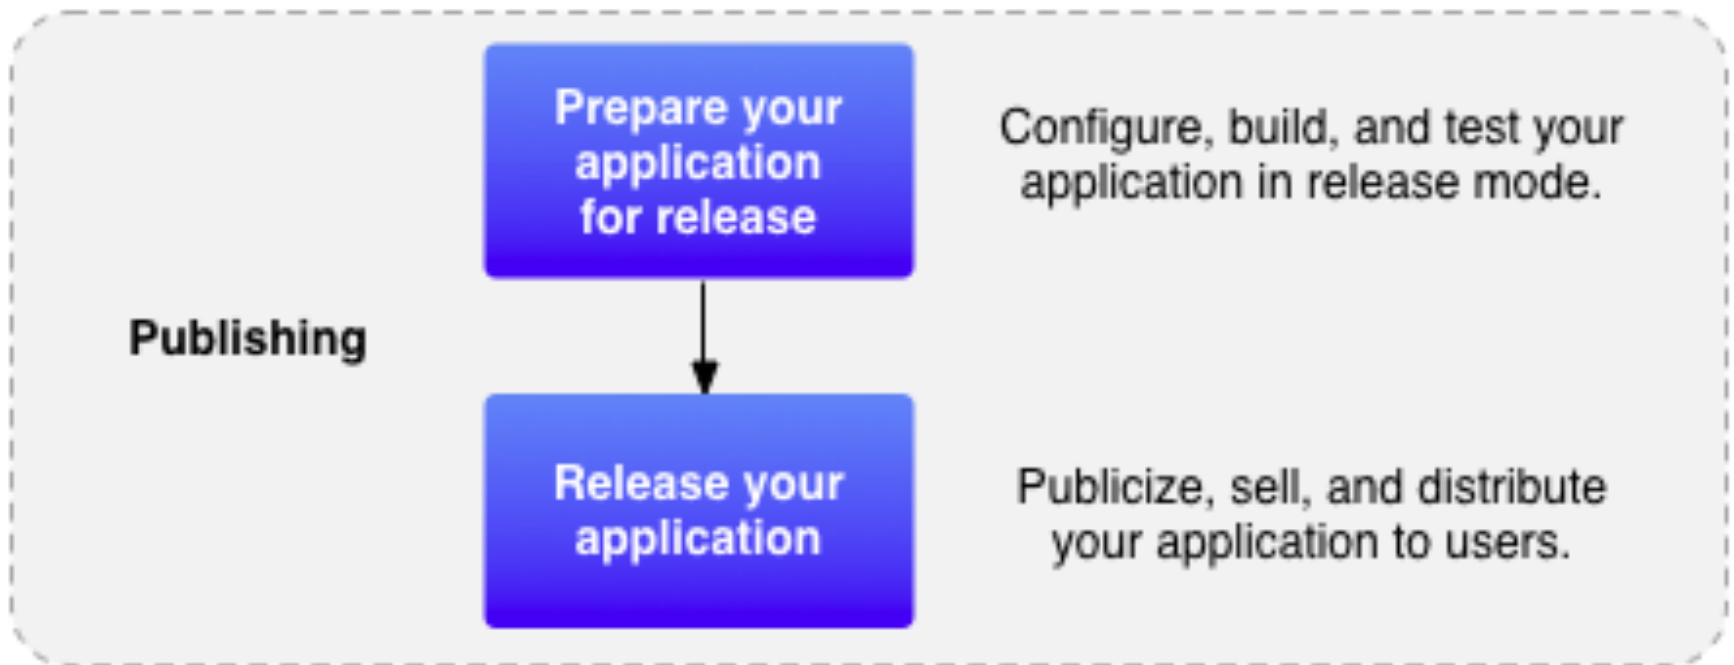 Prepare your
application
for release
Configure, build, and test your
application in release mode.
Publishing
Release your
application
Publicize, sell, and distribute
your application to users.